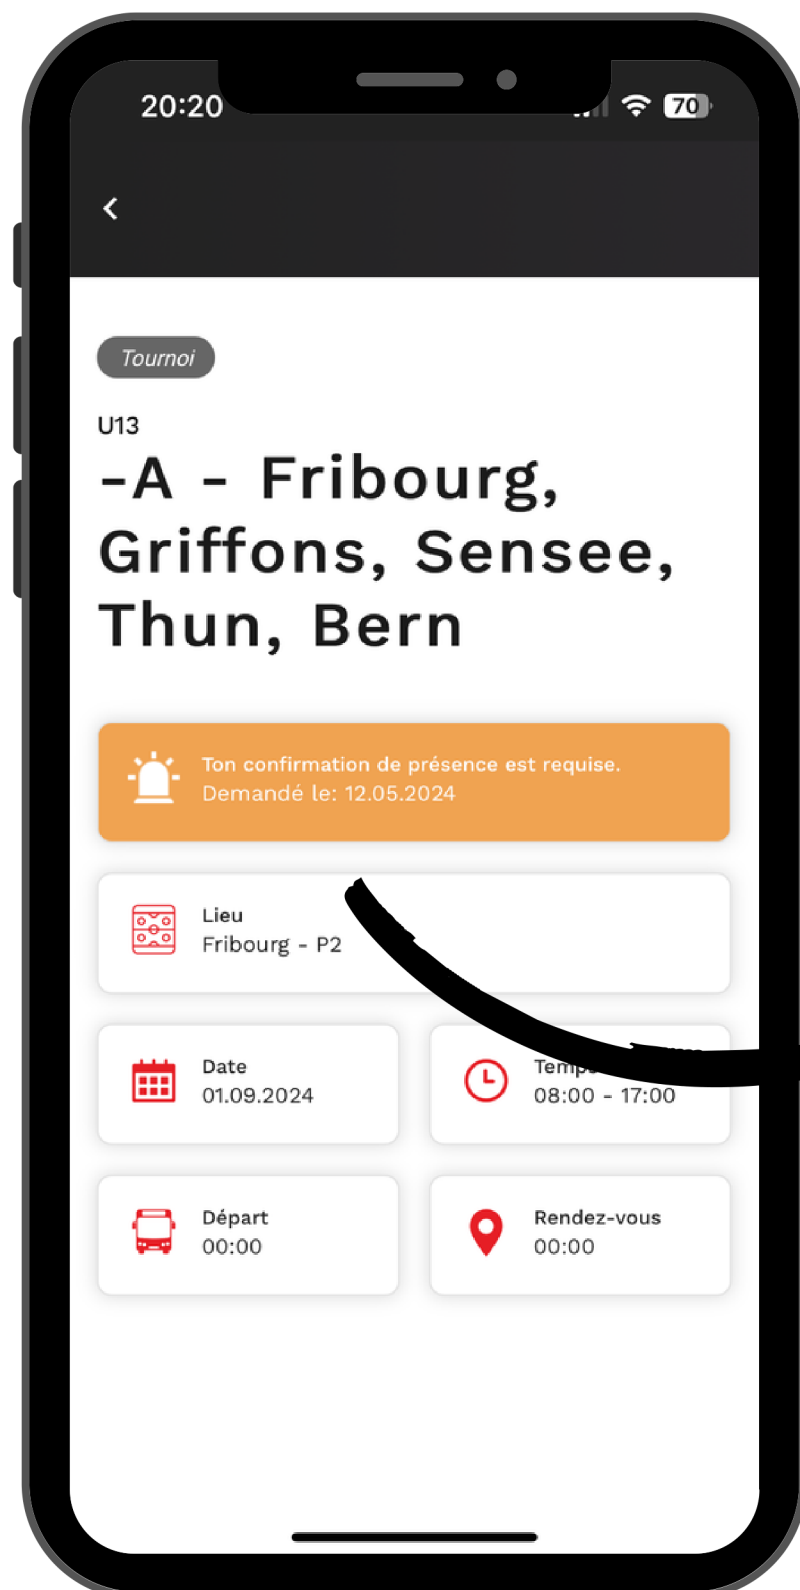 20:20
70
Tournoi
U13
-A - Fribourg,
Griffons, Sensee,
Thun, Bern
Ton confirmation de présence est requise.
Demandé le: 12.05.2024
Lieu
Fribourg - P2
Date
01.09.2024
Temps
08:00 - 17:00
Départ
00:00
Rendez-vous
00:00